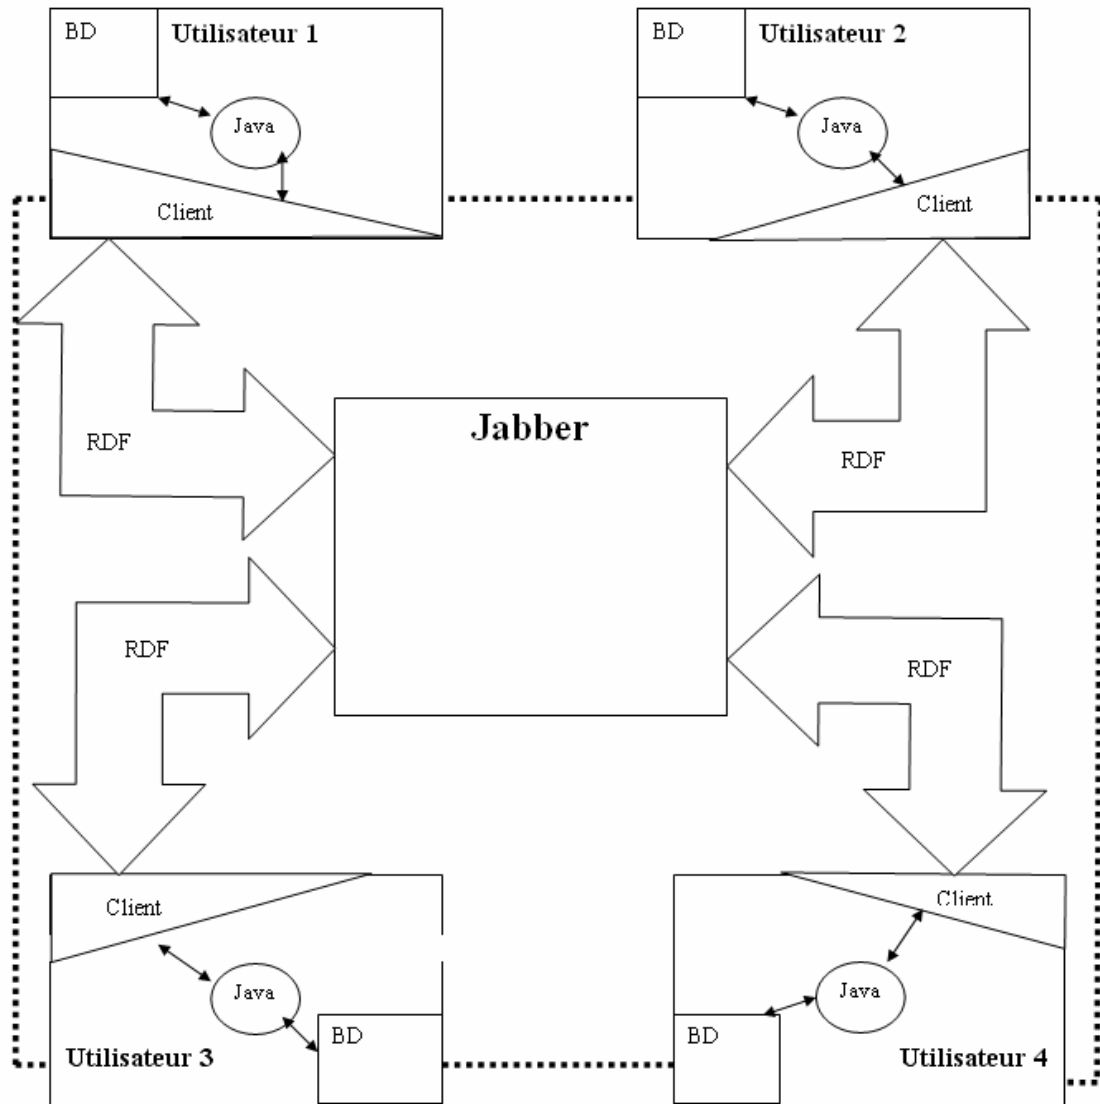 BD
Utilisateur 1
Java
Client
BD
Utilisateur 2
Java
Client
Jabber
RDF
RDF
RDF
RDF
Client
Java
BD
Utilisateur 3
Client
Java
BD
Utilisateur 4